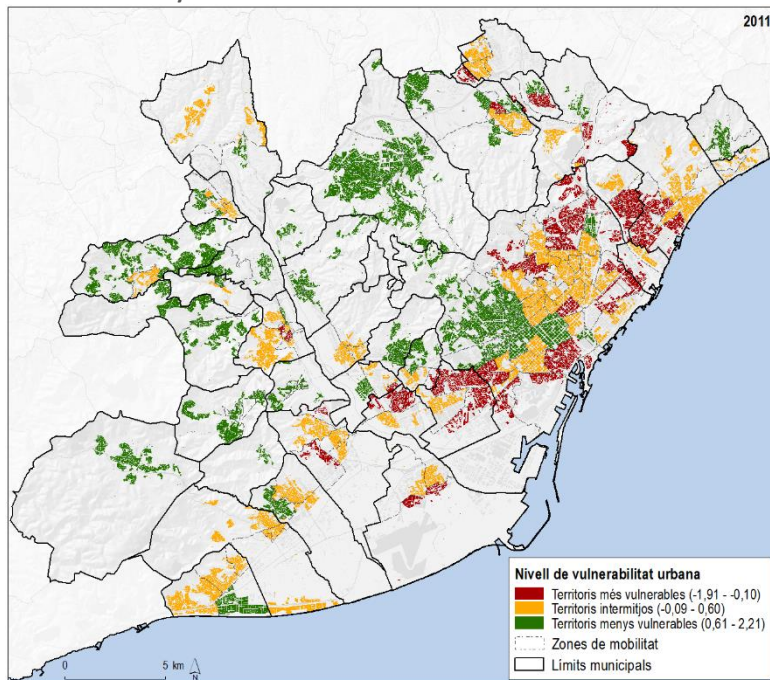 2011
Nivell de vulnerabilitat urbana
Territoris més vulnerables (-1,91 - -0,10)
Territoris intermitjos (-0,09 - 0,60)
Territoris menys vulnerables (0,61 - 2,21)
Zones de mobilitat
Límits municipals
0 5 km
N